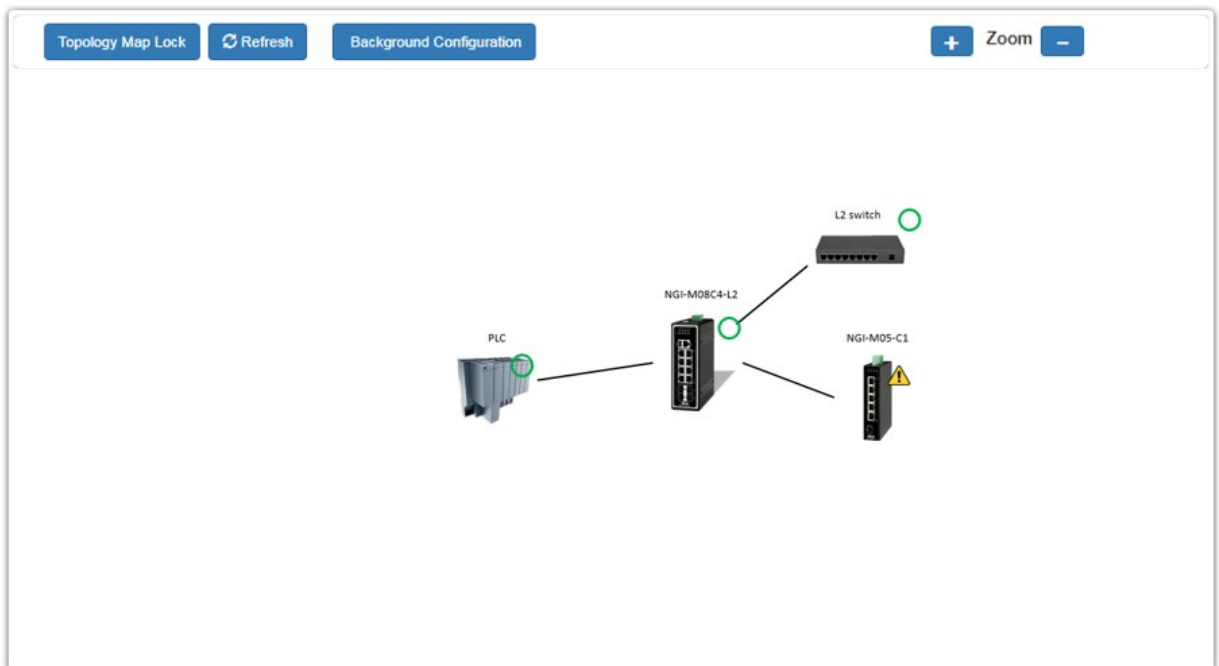 Topology Map Lock
Refresh
Background Configuration
+ Zoom −
L2 switch
NGI-M08C4-L2
PLC
NGI-M05-C1